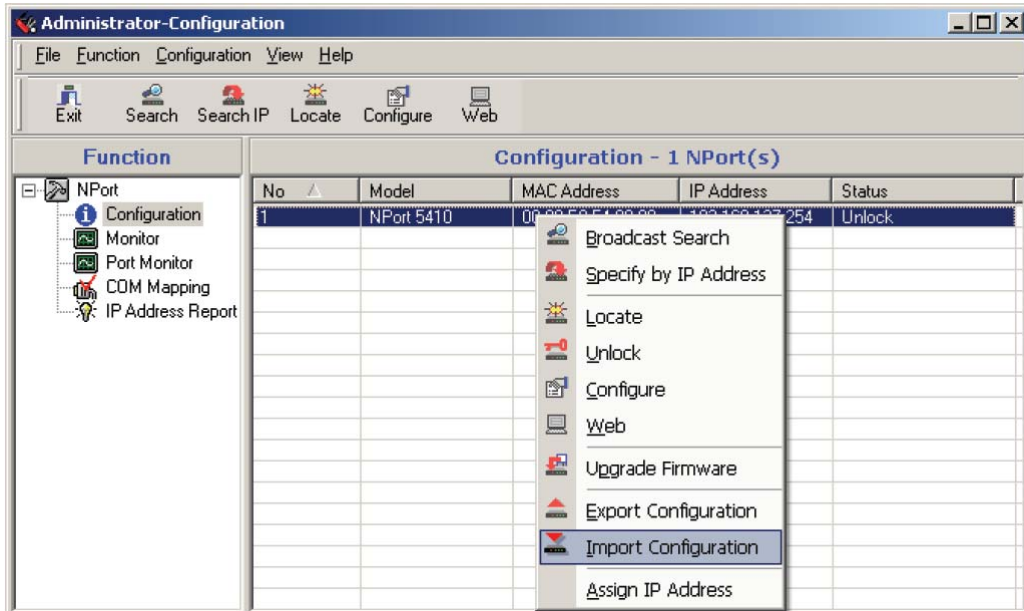 Administrator-Configuration
File Function Configuration View Help
Exit Search Search IP Locate Configure Web
Function
Configuration - 1 NPort(s)
NPort
Configuration
Monitor
Port Monitor
COM Mapping
IP Address Report
No Model MAC Address IP Address Status
1 NPort 5410 254 Unlock
Broadcast Search
Specify by IP Address
Locate
Unlock
Configure
Web
Upgrade Firmware
Export Configuration
Import Configuration
Assign IP Address